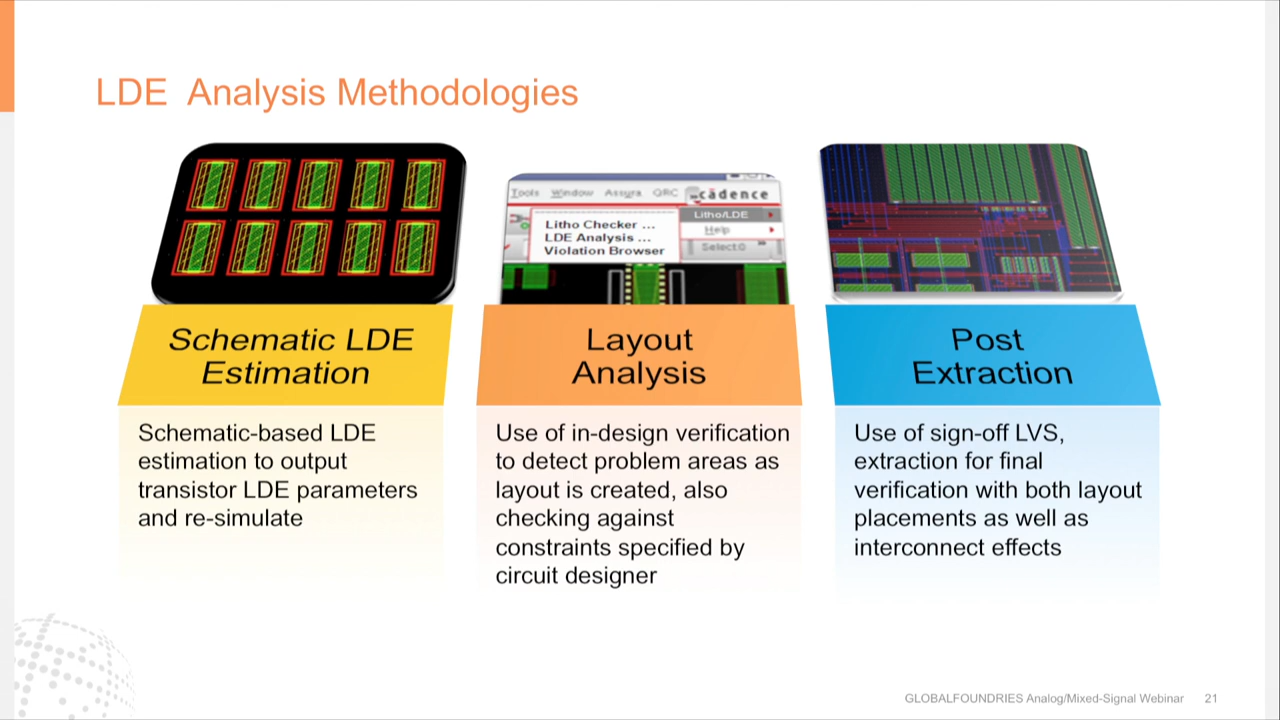 LDE Analysis Methodologies
Tools Window Assura QRC cadence
Litho/LDE
Litho Checker ...
LDE Analysis ...
Violation Browser
Help
Select:0
Schematic LDE
Estimation
Layout
Analysis
Post
Extraction
Schematic-based LDE
estimation to output
transistor LDE parameters
and re-simulate
Use of in-design verification
to detect problem areas as
layout is created, also
checking against
constraints specified by
circuit designer
Use of sign-off LVS,
extraction for final
verification with both layout
placements as well as
interconnect effects
GLOBALFOUNDRIES Analog/Mixed-Signal Webinar 21